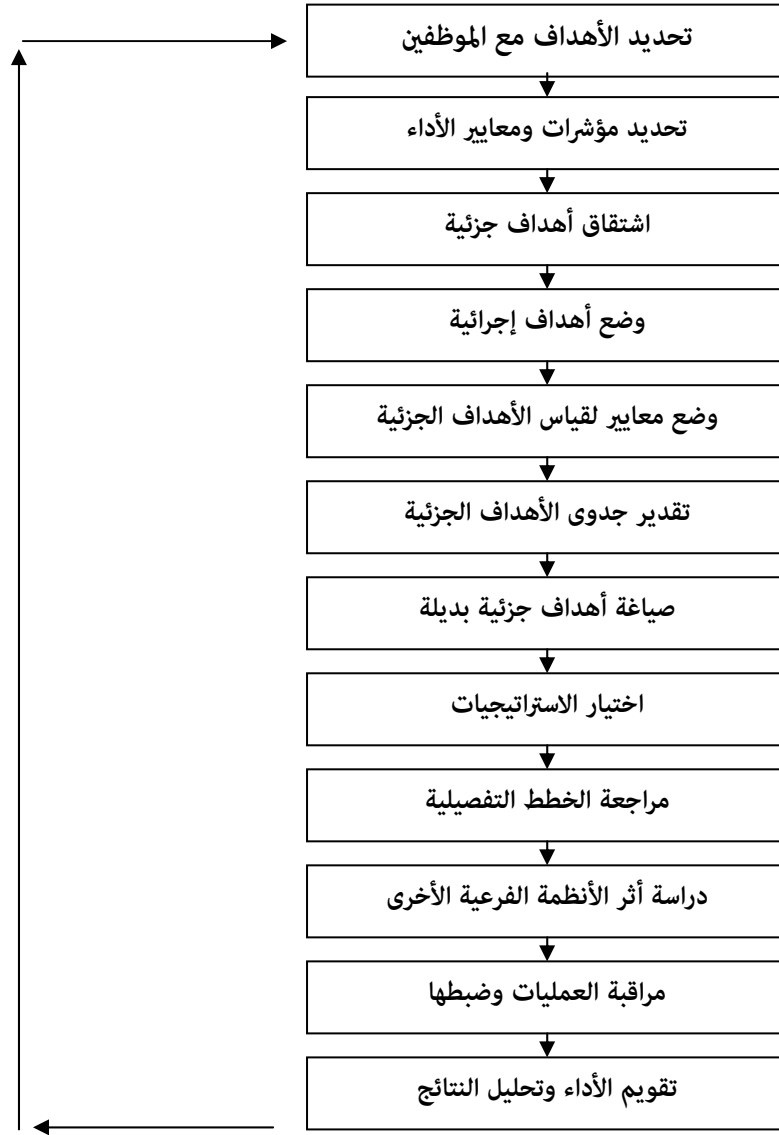 تحديد الأهداف مع الموظفين
تحديد مؤشرات ومعايير الأداء
اشتقاق أهداف جزئية
وضع أهداف إجرائية
وضع معايير لقياس الأهداف الجزئية
تقدير جدوى الأهداف الجزئية
صياغة أهداف جزئية بديلة
اختيار الاستراتيجيات
مراجعة الخطط التفصيلية
دراسة أثر الأنظمة الفرعية الأخرى
مراقبة العمليات وضبطها
تقويم الأداء وتحليل النتائج